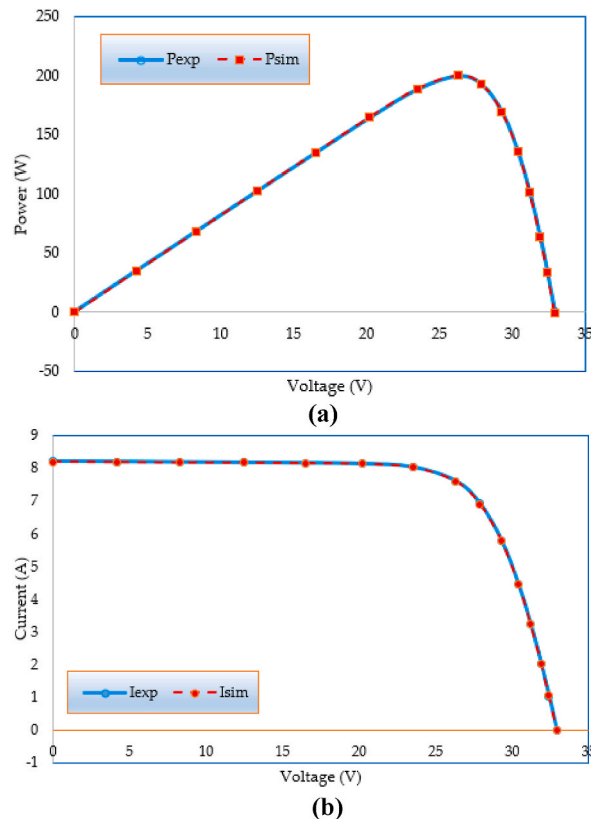 250
200
150
100
50
0
-50
Power (W)
Pexp Psim
0 5 10 15 20 25 30 35
Voltage (V)
(a)
9
8
7
6
5
4
3
2
1
0
-1
Current (A)
Iexp Isim
0 5 10 15 20 25 30 35
Voltage (V)
(b)